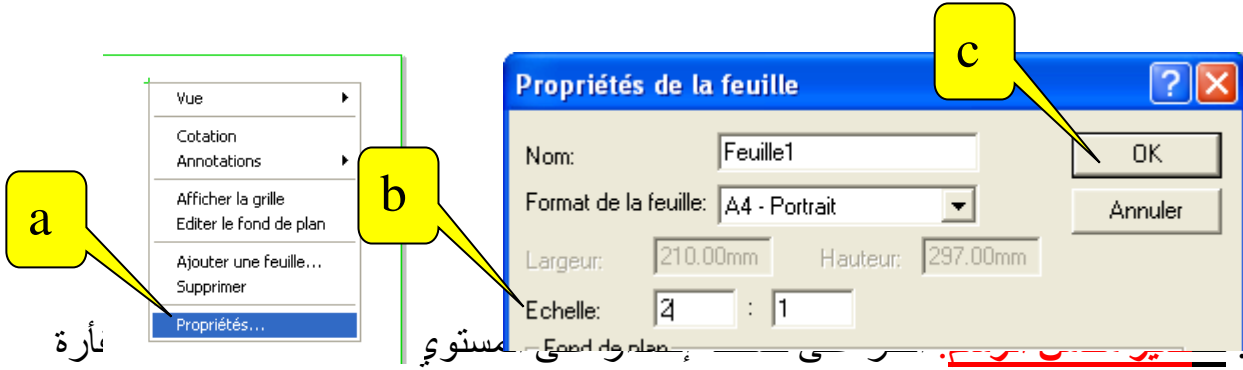 c
Propriétés de la feuille
Vue
Cotation
Annotations
Afficher la grille
Editer le fond de plan
Ajouter une feuille...
Supprimer
Propriétés...
a
b
Nom: Feuille1
OK
Format de la feuille: A4 - Portrait
Annuler
Largeur: 210.00mm Hauteur: 297.00mm
Echelle: 2 : 1
Fond de plan
المستوي